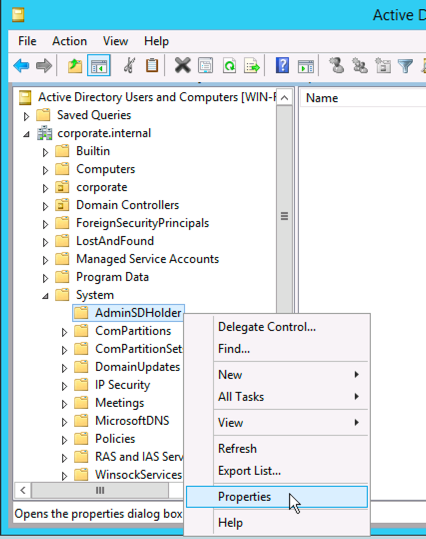 Active D
File Action View Help
Active Directory Users and Computers [WIN-F
Name
Saved Queries
corporate.internal
Builtin
Computers
corporate
Domain Controllers
ForeignSecurityPrincipals
LostAndFound
Managed Service Accounts
Program Data
System
AdminSDHolder
ComPartitions
ComPartitionSet
DomainUpdates
IP Security
Meetings
MicrosoftDNS
Policies
RAS and IAS Serv
WinsockServices
Delegate Control...
Find...
New
All Tasks
View
Refresh
Export List...
Properties
Help
Opens the properties dialog box